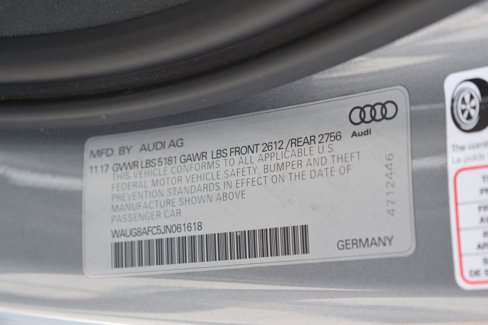 MFD. BY AUDI AG
11 17 GVWR LBS 5181 GAWR LBS FRONT 2612 /REAR 2756
THIS VEHICLE CONFORMS TO ALL APPLICABLE U.S.
FEDERAL MOTOR VEHICLE SAFETY, BUMPER AND THEFT
PREVENTION STANDARDS IN EFFECT ON THE DATE OF
MANUFACTURE SHOWN ABOVE
PASSENGER CAR
WAUG8AFC5JN061618
GERMANY
Audi
4712446